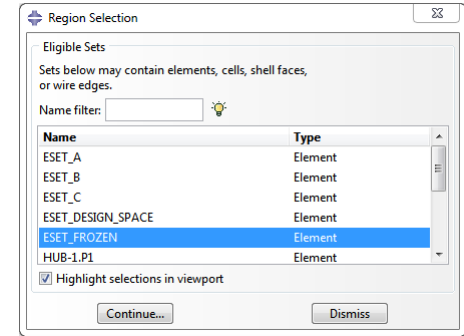 Region Selection
Eligible Sets
Sets below may contain elements, cells, shell faces,
or wire edges.
Name filter:
Name Type
ESET_A Element
ESET_B Element
ESET_C Element
ESET_DESIGN_SPACE Element
ESET_FROZEN Element
HUB-1.P1 Element
Highlight selections in viewport
Continue... Dismiss